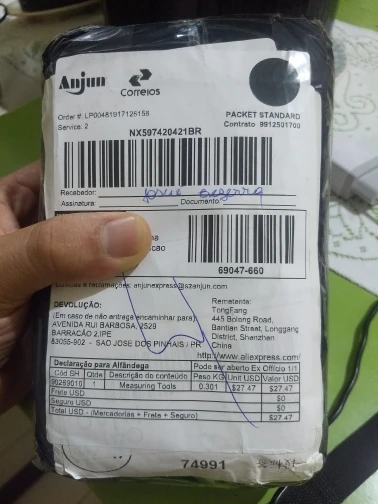 Anjun Correios
Order #: LP00481917126158
PACKET STANDARD
Service: 2
Contrato 9912501700
NX597420421BR
Recebedor:
Assinatura: Documento:
69047-660
anjunexpress@szanjun.com
DEVOLUÇÃO:
(Em caso de não entrega encaminhar para)
AVENIDA RUI BARBOSA, 2529
BARRACÃO 2,IPE
83055-902 - SAO JOSE DOS PINHAIS / PR
Remetente:
TongFang
445 Bolong Road,
Bantian Street, Longgang
District, Shenzhen
China
http://www.aliexpress.com/
Declaração para Alfândega Pode ser aberto Ex Offício 1/1
Cód SH Qtde Descrição do conteúdo Peso KG Unit USD Valor USD
90269010 1 Measuring Tools 0.301 $27.47 $27.47
Frete USD $0
Seguro USD $0
Total USD - (Mercadorias + Frete + Seguro) $27.47
74991